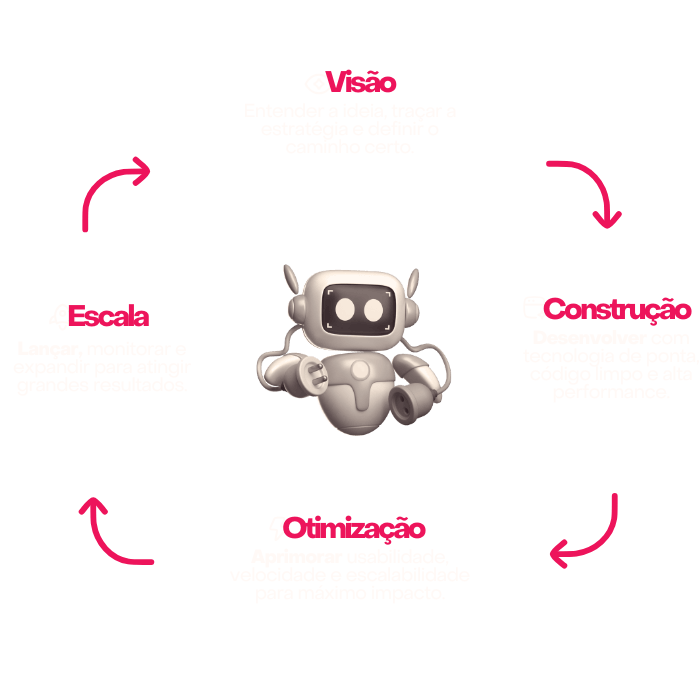 Visão
Entender a ideia, traçar a
estratégia e definir o
caminho certo.
Construção
Desenvolver com
tecnologia de ponta,
código limpo e alta
performance.
Escala
Lançar, monitorar e
expandir para atingir
grandes resultados.
Otimização
Aprimorar usabilidade,
velocidade e escalabilidade
para máximo impacto.